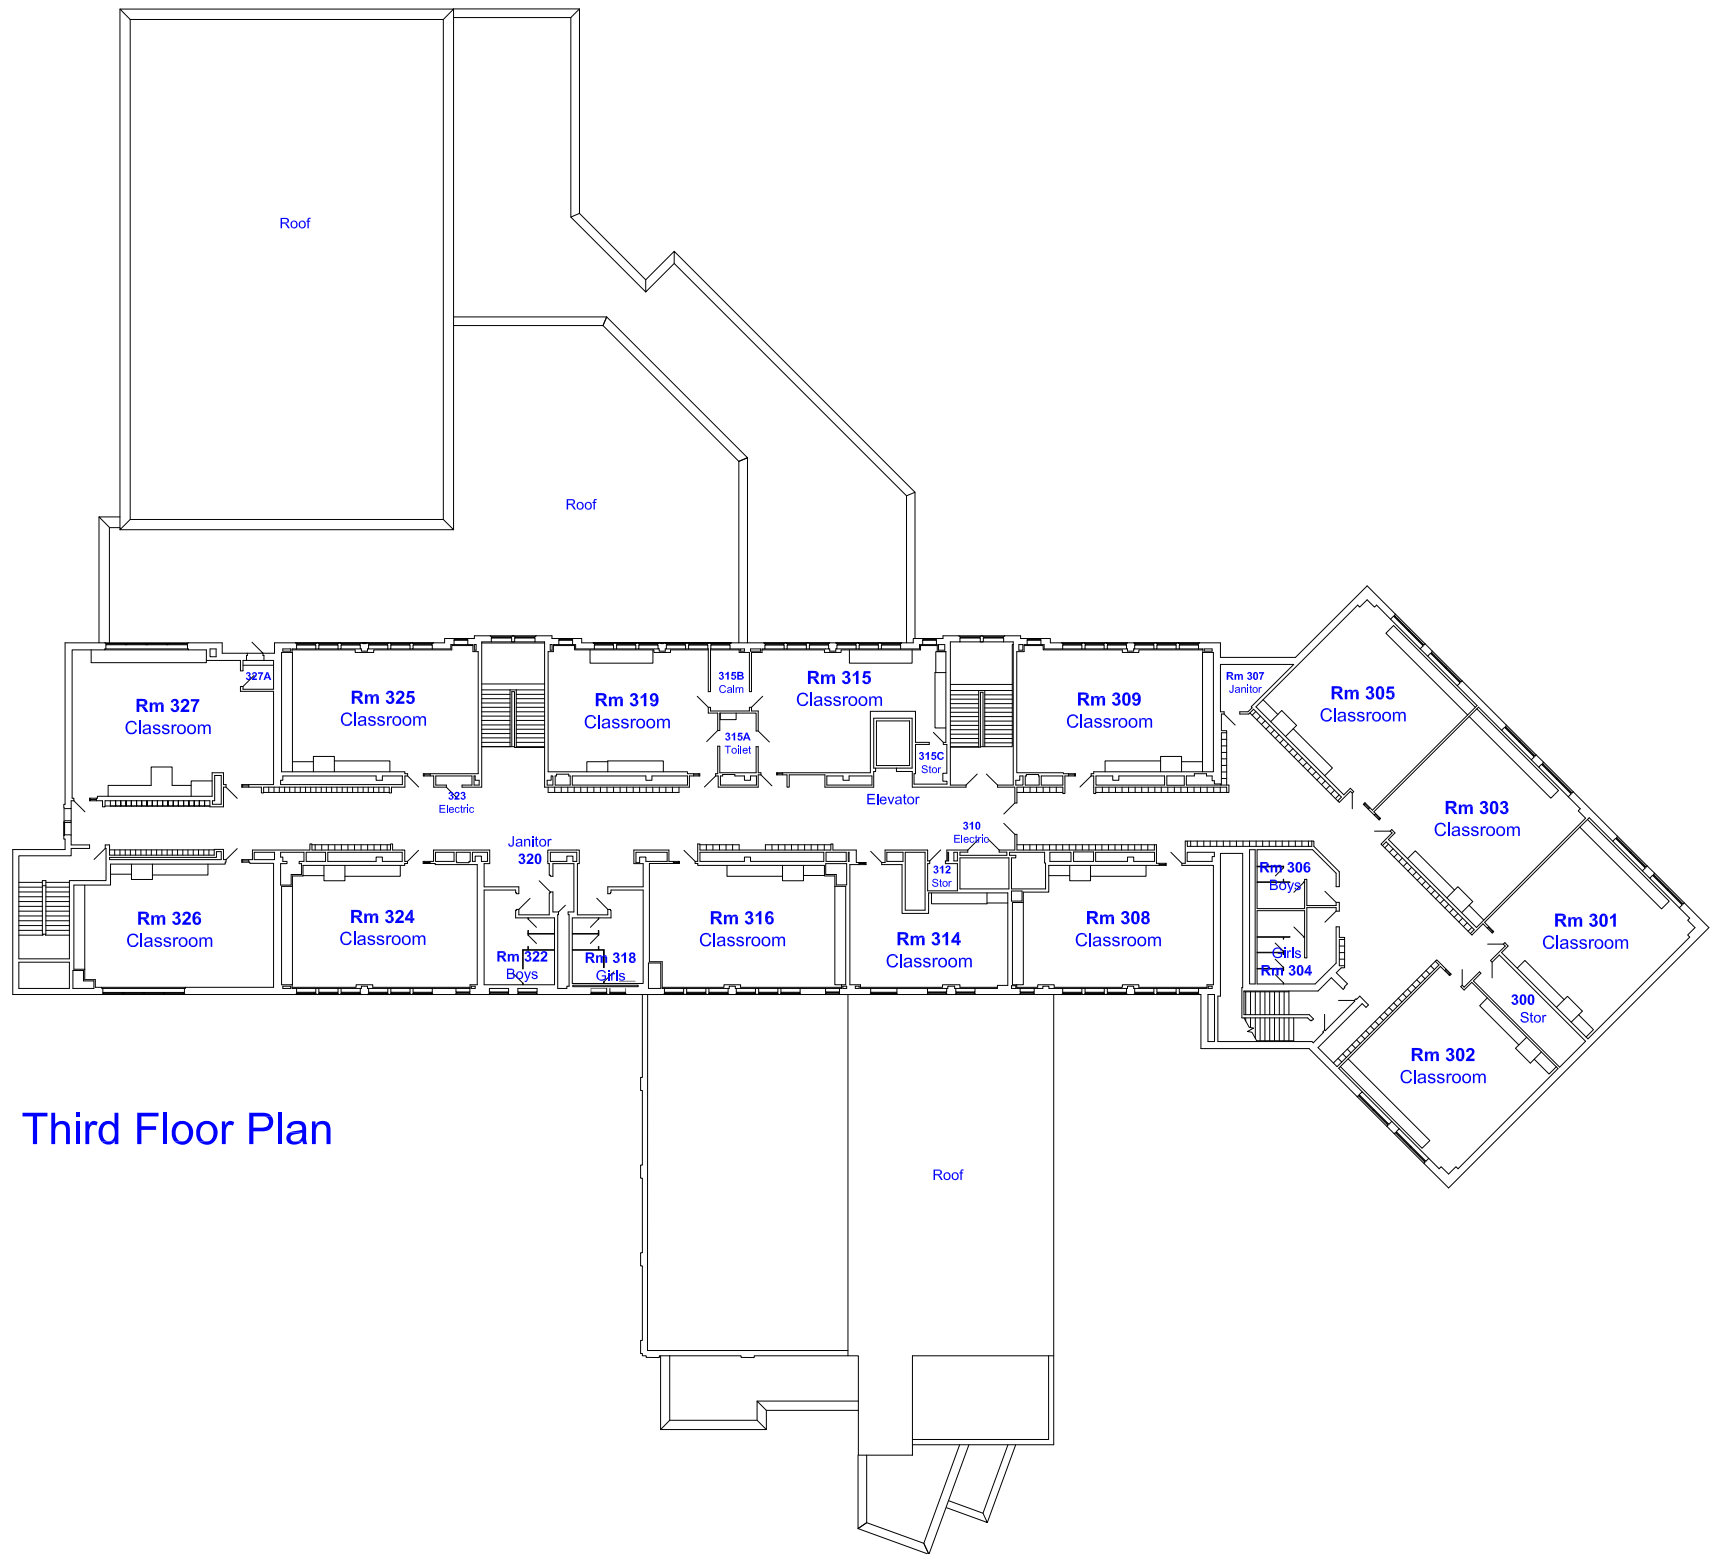 Roof
Roof
Rm 327
Classroom
327A
Rm 325
Classroom
Rm 319
Classroom
315B
Calm
315A
Toilet
Rm 315
Classroom
315C
Stor
Rm 309
Classroom
Rm 307
Janitor
Rm 305
Classroom
323
Electric
Elevator
310
Electric
Janitor
320
Rm 303
Classroom
Rm 326
Classroom
Rm 324
Classroom
Rm 322
Boys
Rm 318
Girls
Rm 316
Classroom
312
Stor
Rm 314
Classroom
Rm 308
Classroom
Rm 306
Boys
Girls
Rm 304
Rm 301
Classroom
300
Stor
Rm 302
Classroom
Third Floor Plan
Roof